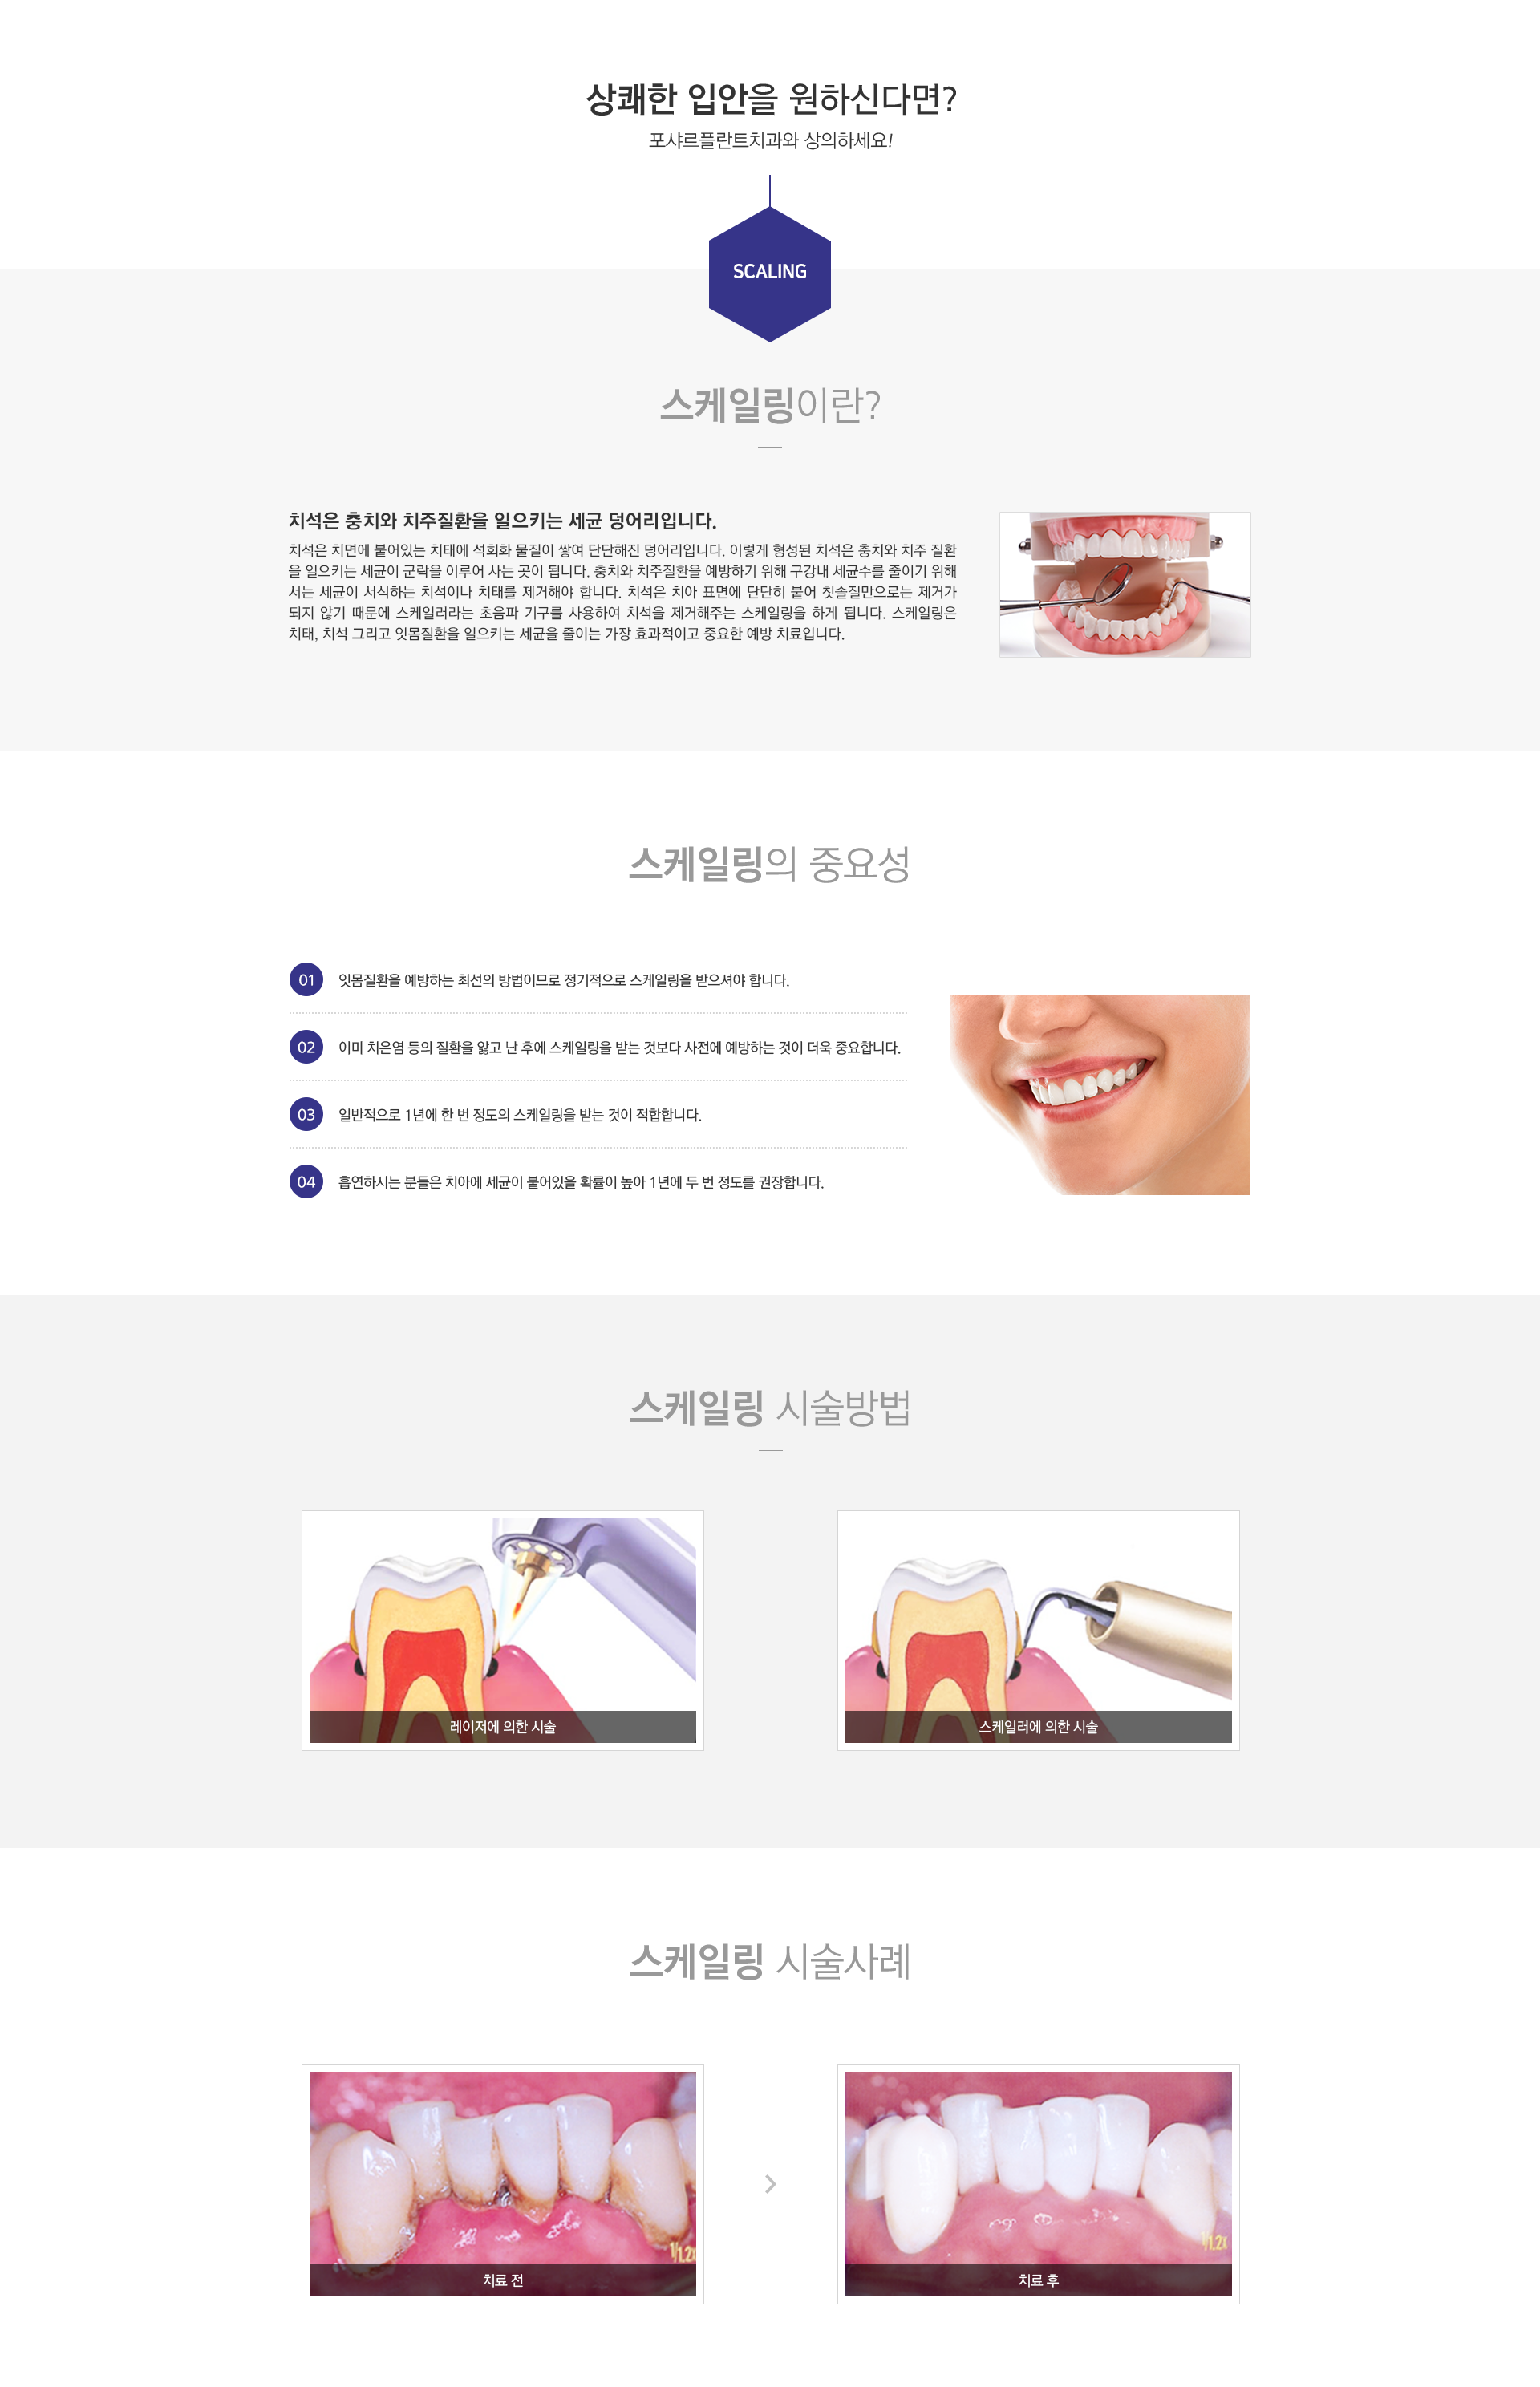 상쾌한 입안을 원하신다면?
포샤르플란트치과와 상의하세요!
SCALING
스케일링이란?
치석은 충치와 치주질환을 일으키는 세균 덩어리입니다.
치석은 치면에 붙어있는 치태에 석회화 물질이 쌓여 단단해진 덩어리입니다. 이렇게 형성된 치석은 충치와 치주 질환
을 일으키는 세균이 군락을 이루어 사는 곳이 됩니다. 충치와 치주질환을 예방하기 위해 구강내 세균수를 줄이기 위해
서는 세균이 서식하는 치석이나 치태를 제거해야 합니다. 치석은 치아 표면에 단단히 붙어 칫솔질만으로는 제거가
되지 않기 때문에 스케일러라는 초음파 기구를 사용하여 치석을 제거해주는 스케일링을 하게 됩니다. 스케일링은
치태, 치석 그리고 잇몸질환을 일으키는 세균을 줄이는 가장 효과적이고 중요한 예방 치료입니다.
스케일링의 중요성
01 잇몸질환을 예방하는 최선의 방법이므로 정기적으로 스케일링을 받으셔야 합니다.
02 이미 치은염 등의 질환을 앓고 난 후에 스케일링을 받는 것보다 사전에 예방하는 것이 더욱 중요합니다.
03 일반적으로 1년에 한 번 정도의 스케일링을 받는 것이 적합합니다.
04 흡연하시는 분들은 치아에 세균이 붙어있을 확률이 높아 1년에 두 번 정도를 권장합니다.
스케일링 시술방법
레이저에 의한 시술
스케일러에 의한 시술
스케일링 시술사례
1/1.2X
1/1.2X
치료 전
치료 후